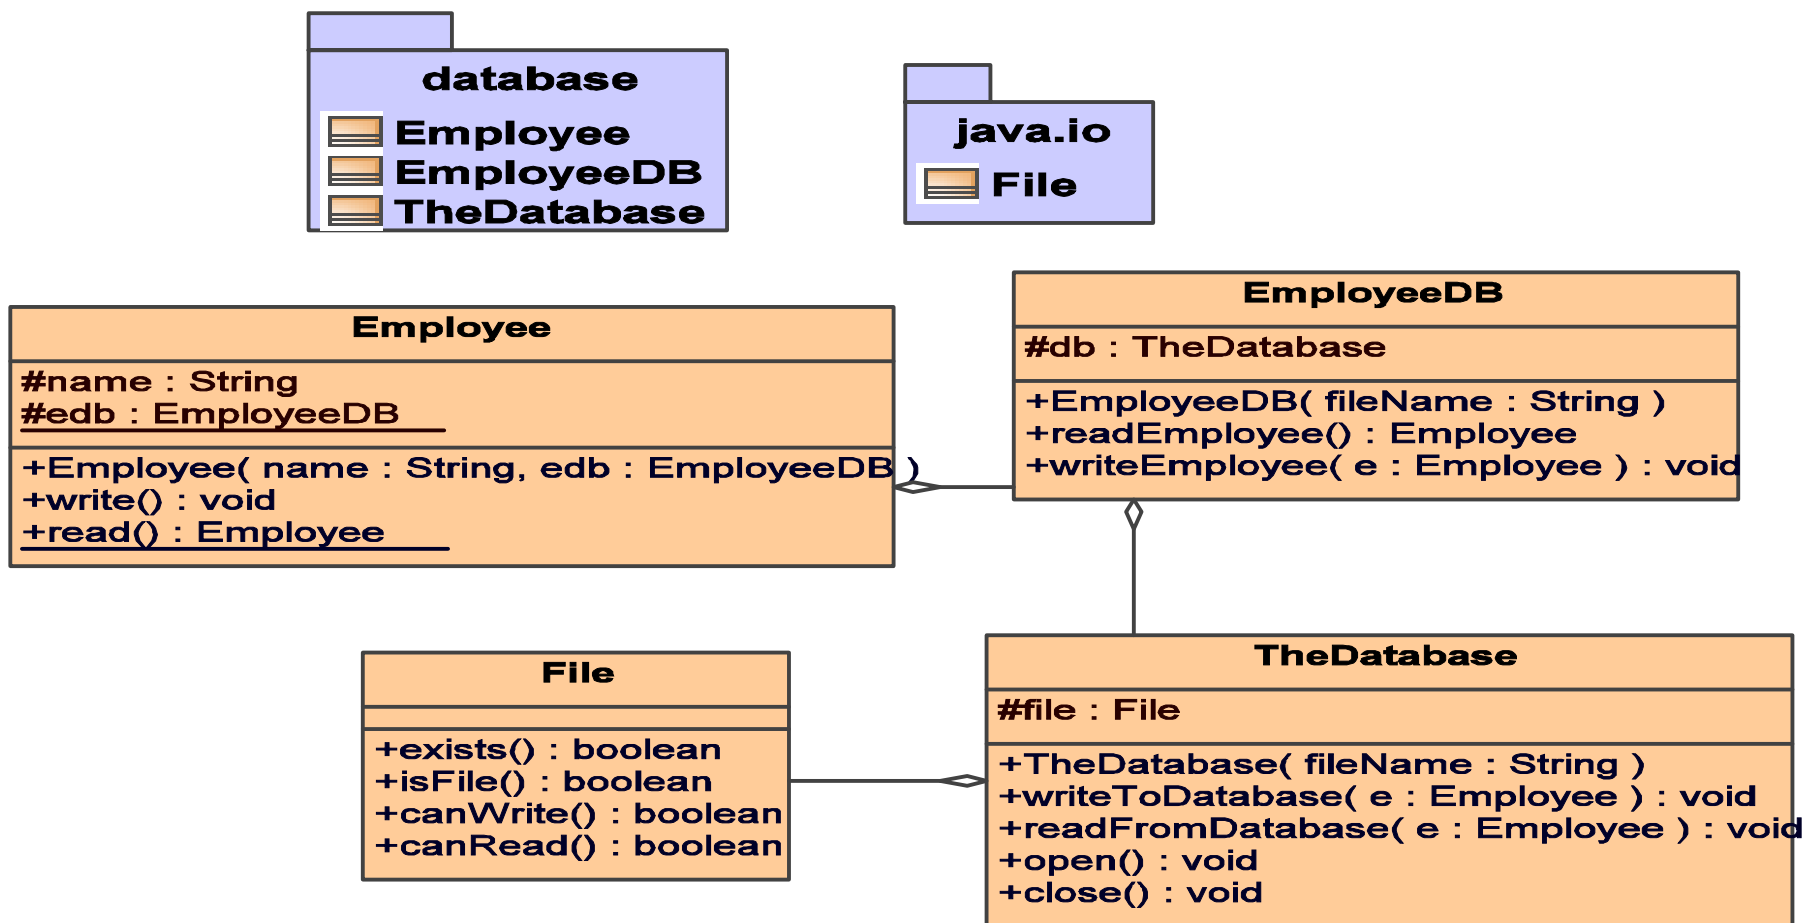 database
Employee
EmployeeDB
TheDatabase
java.io
File
Employee
#name : String
#edb : EmployeeDB
+Employee( name : String, edb : EmployeeDB )
+write() : void
+read() : Employee
EmployeeDB
#db : TheDatabase
+EmployeeDB( fileName : String )
+readEmployee() : Employee
+writeEmployee( e : Employee ) : void
File
+exists() : boolean
+isFile() : boolean
+canWrite() : boolean
+canRead() : boolean
TheDatabase
#file : File
+TheDatabase( fileName : String )
+writeToDatabase( e : Employee ) : void
+readFromDatabase( e : Employee ) : void
+open() : void
+close() : void